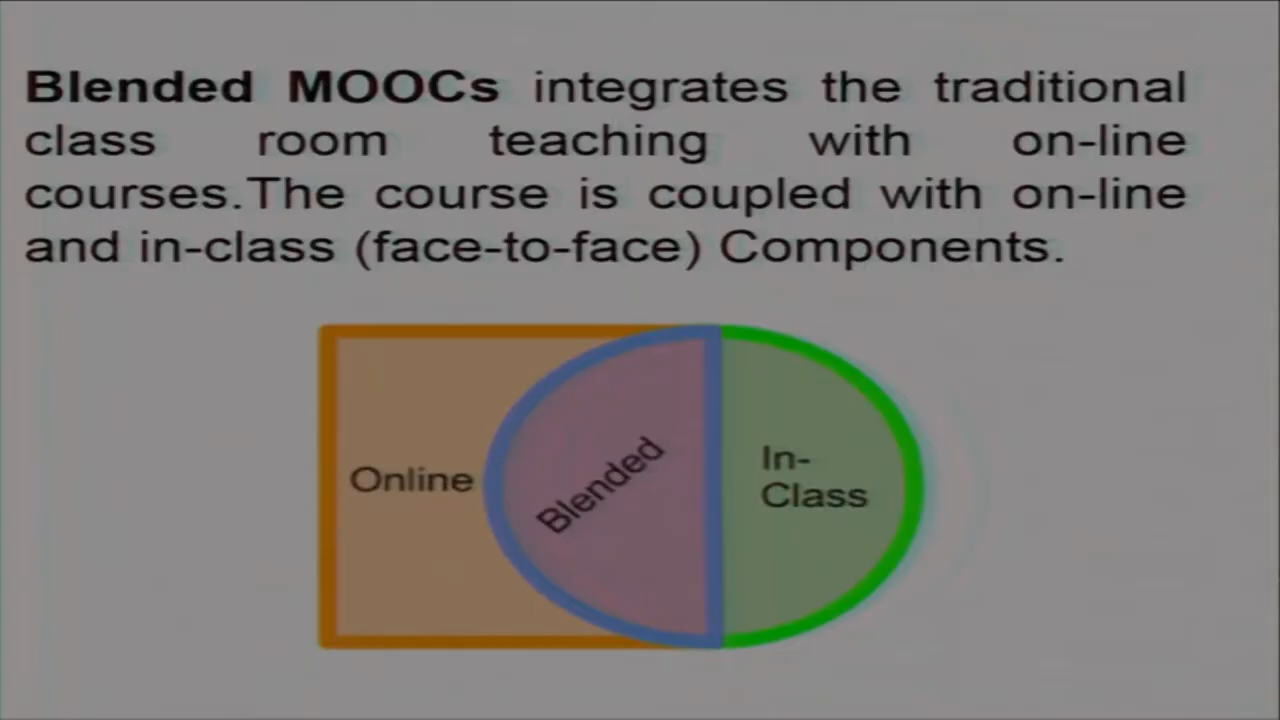 Blended MOOCs integrates the traditional
class room teaching with on-line
courses.The course is coupled with on-line
and in-class (face-to-face) Components.
Online
Blended
In-
Class